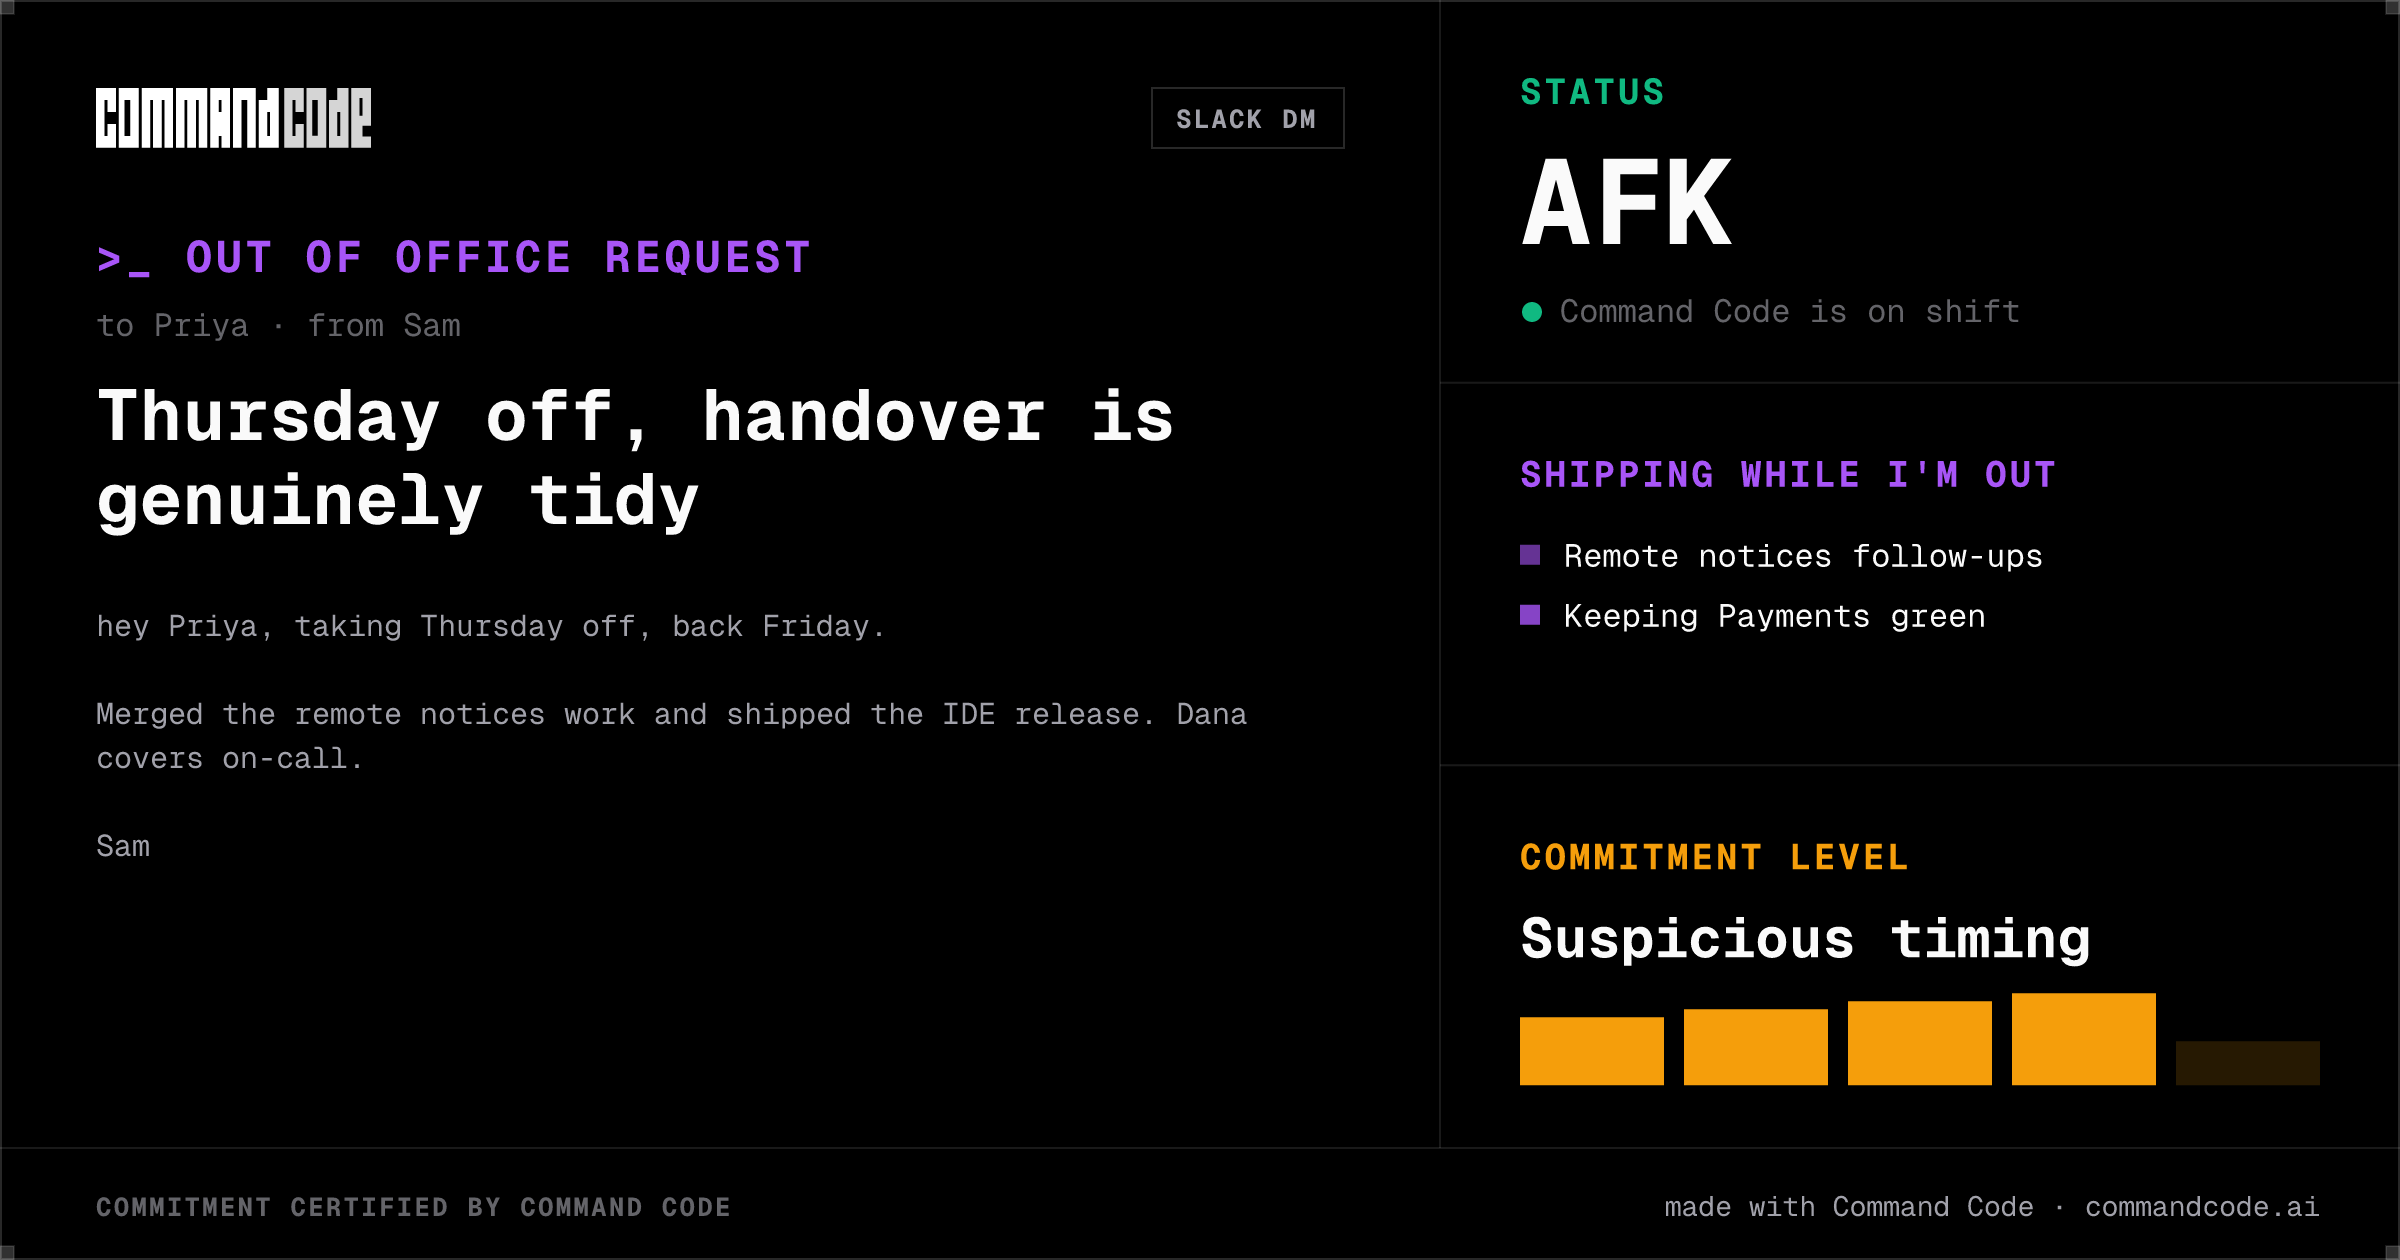 commandcode
SLACK DM
>_ OUT OF OFFICE REQUEST
to Priya · from Sam
Thursday off, handover is
genuinely tidy
hey Priya, taking Thursday off, back Friday.
Merged the remote notices work and shipped the IDE release. Dana
covers on-call.
Sam
STATUS
AFK
Command Code is on shift
SHIPPING WHILE I'M OUT
Remote notices follow-ups
Keeping Payments green
COMMITMENT LEVEL
Suspicious timing
COMMITMENT CERTIFIED BY COMMAND CODE
made with Command Code · commandcode.ai